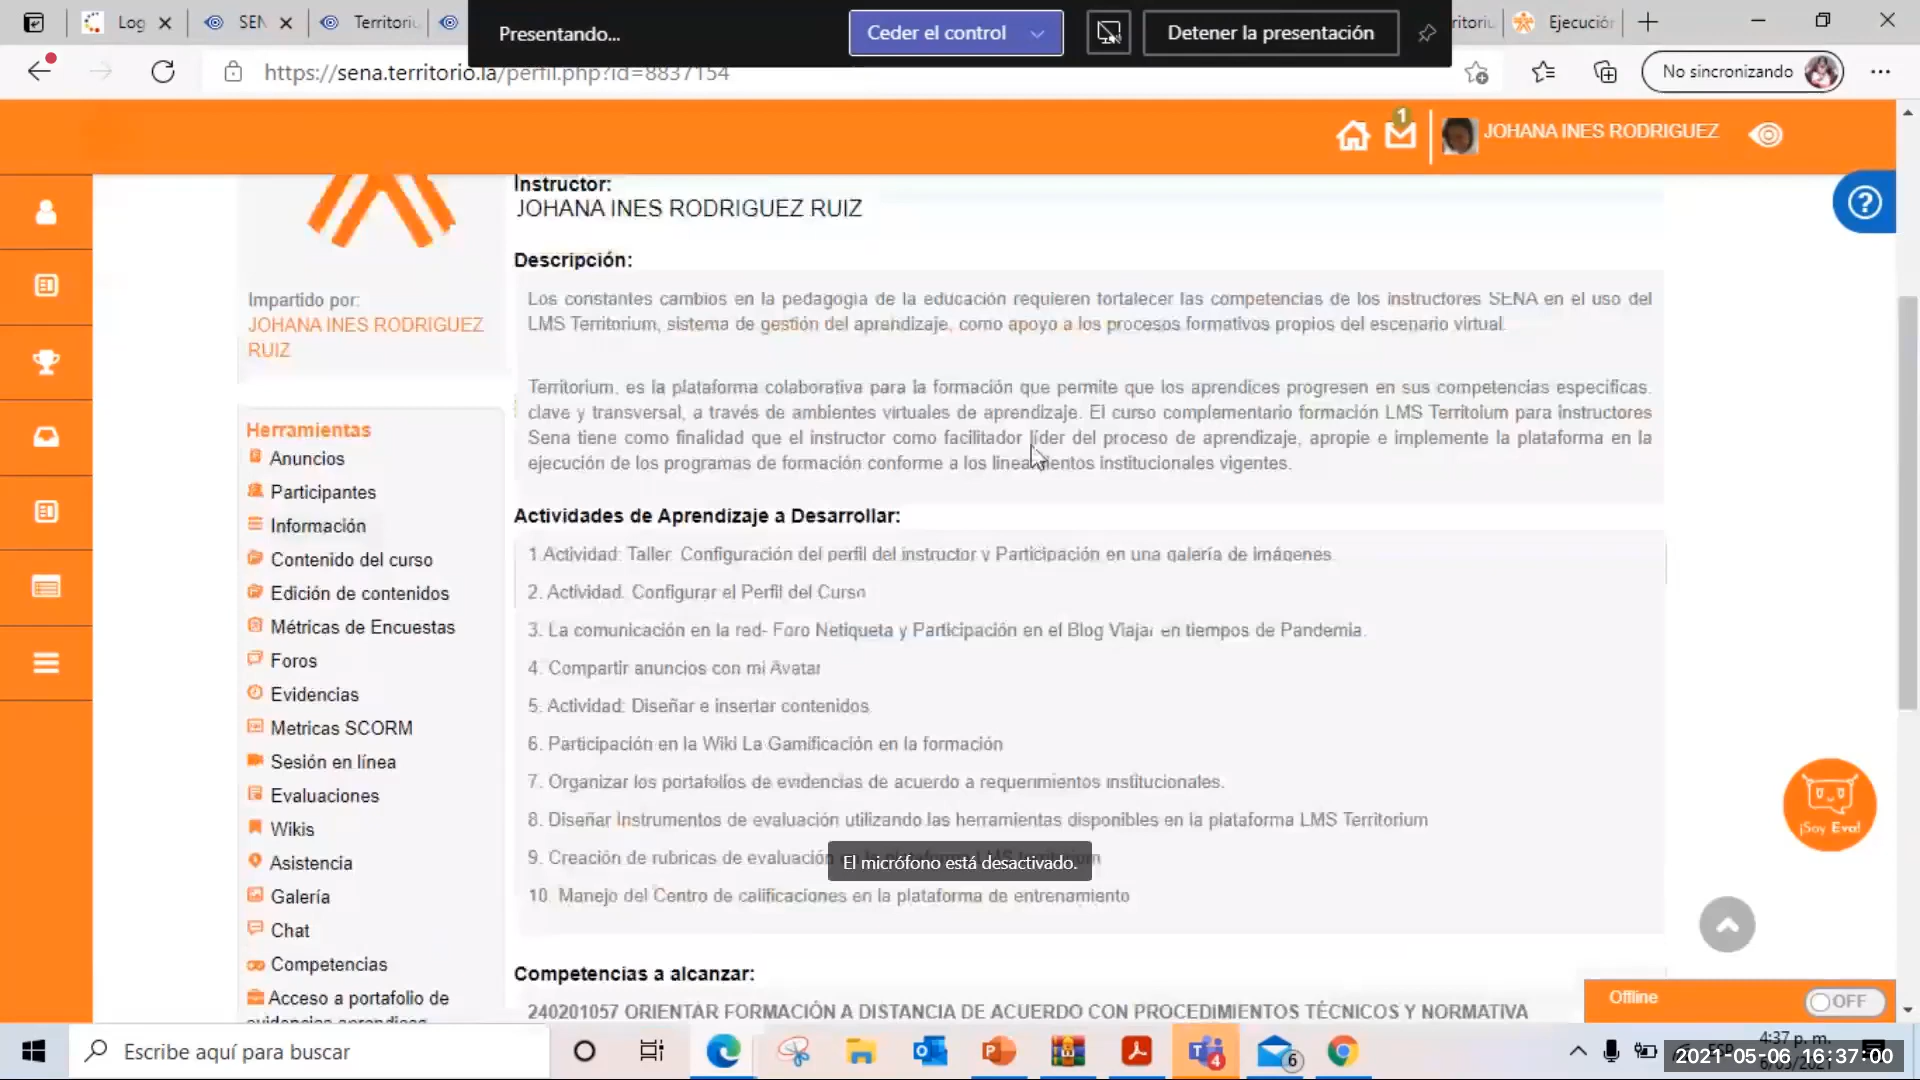 Log
SEN
Territoriu
Presentando...
Ceder el control
Detener la presentación
ritoriu
Ejecución
https://sena.territorio.la/perfil.php?id=8837154
No sincronizando
1
JOHANA INES RODRIGUEZ
Instructor:
JOHANA INES RODRIGUEZ RUIZ
Impartido por:
JOHANA INES RODRIGUEZ
RUIZ
Descripción:
Los constantes cambios en la pedagogia de la educación requieren fortalecer las competencias de los instructores SENA en el uso del
LMS Territorium, sistema de gestión del aprendizaje, como apoyo a los procesos formativos propios del escenario virtual.
Territorium, es la plataforma colaborativa para la formación que permite que los aprendices progresen en sus competencias especificas,
clave y transversal, a través de ambientes virtuales de aprendizaje. El curso complementario formación LMS Territoium para instructores
Sena tiene como finalidad que el instructor como facilitador líder del proceso de aprendizaje, apropie e implemente la plataforma en la
ejecución de los programas de formación conforme a los lineamientos institucionales vigentes.
Herramientas
Anuncios
Participantes
Información
Contenido del curso
Edición de contenidos
Métricas de Encuestas
Foros
Evidencias
Metricas SCORM
Sesión en línea
Evaluaciones
Wikis
Asistencia
Galería
Chat
Competencias
Acceso a portafolio de
evidencias aprendices
Actividades de Aprendizaje a Desarrollar:
1.Actividad: Taller. Configuración del perfil del instructor y Participación en una galería de imágenes.
2. Actividad. Configurar el Perfil del Curso
3. La comunicación en la red- Foro Netiqueta y Participación en el Blog Viajar en tiempos de Pandemia.
4. Compartir anuncios con mi Avatar
5. Actividad: Diseñar e insertar contenidos
6. Participación en la Wiki La Gamificación en la formación
7. Organizar los portafolios de evidencias de acuerdo a requerimientos institucionales.
8. Diseñar Instrumentos de evaluación utilizando las herramientas disponibles en la plataforma LMS Territorium
9. Creación de rubricas de evaluación
El micrófono está desactivado.
10. Manejo del Centro de calificaciones en la plataforma de entrenamiento
Competencias a alcanzar:
240201057 ORIENTAR FORMACIÓN A DISTANCIA DE ACUERDO CON PROCEDIMIENTOS TÉCNICOS Y NORMATIVA
¡Soy Eva!
Offline
OFF
Escribe aquí para buscar
4
6
4:37 p. m.
2021-05-06 16:37:00